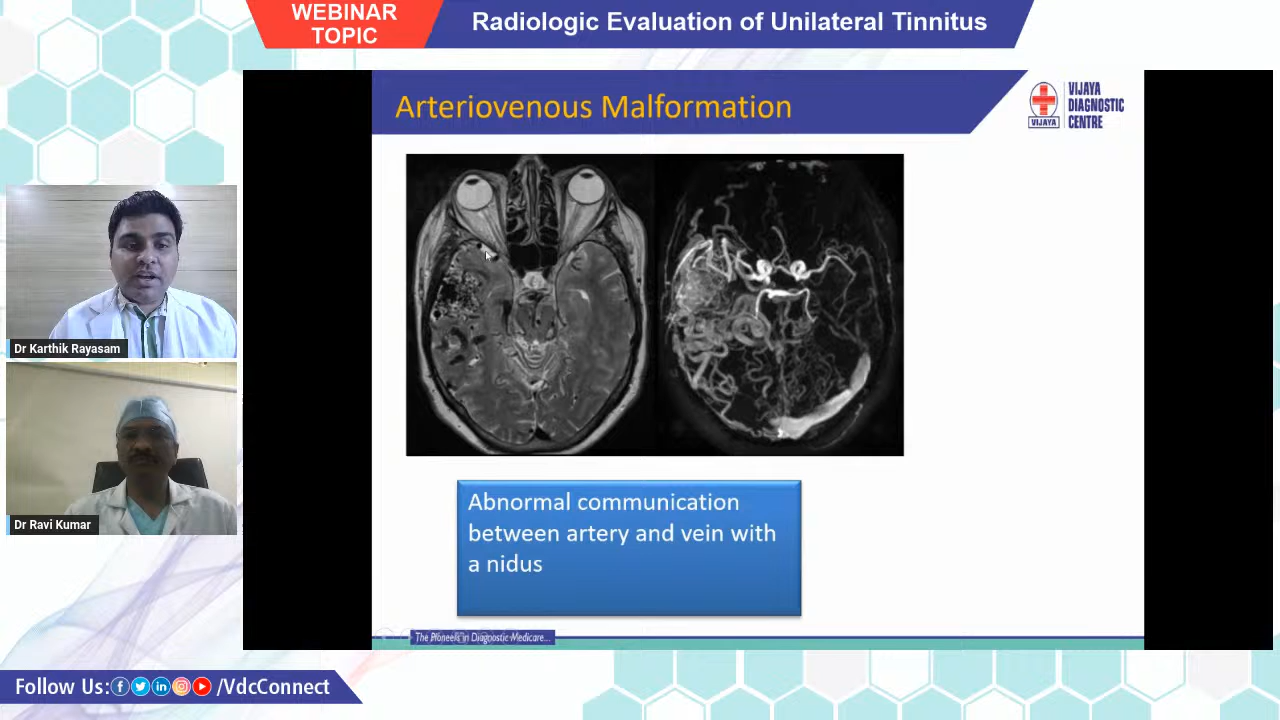 WEBINAR
TOPIC
Radiologic Evaluation of Unilateral Tinnitus
Arteriovenous Malformation
VIJAYA
VIJAYA
DIAGNOSTIC
CENTRE
Dr Karthik Rayasam
Dr Ravi Kumar
Abnormal communication
between artery and vein with
a nidus
The Pioneers in Diagnostic Medicare...
Follow Us: /VdcConnect